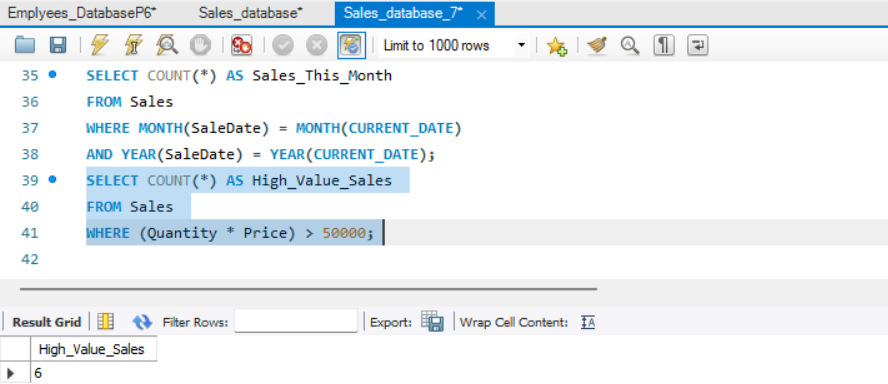 Emplyees_DatabaseP6* Sales_database* Sales_database_7* ×
Limit to 1000 rows
35 SELECT COUNT(*) AS Sales_This_Month
36 FROM Sales
37 WHERE MONTH(SaleDate) = MONTH(CURRENT_DATE)
38 AND YEAR(SaleDate) = YEAR(CURRENT_DATE);
39 SELECT COUNT(*) AS High_Value_Sales
40 FROM Sales
41 WHERE (Quantity * Price) > 50000;
42
Result Grid Filter Rows: Export: Wrap Cell Content: IA
High_Value_Sales
6